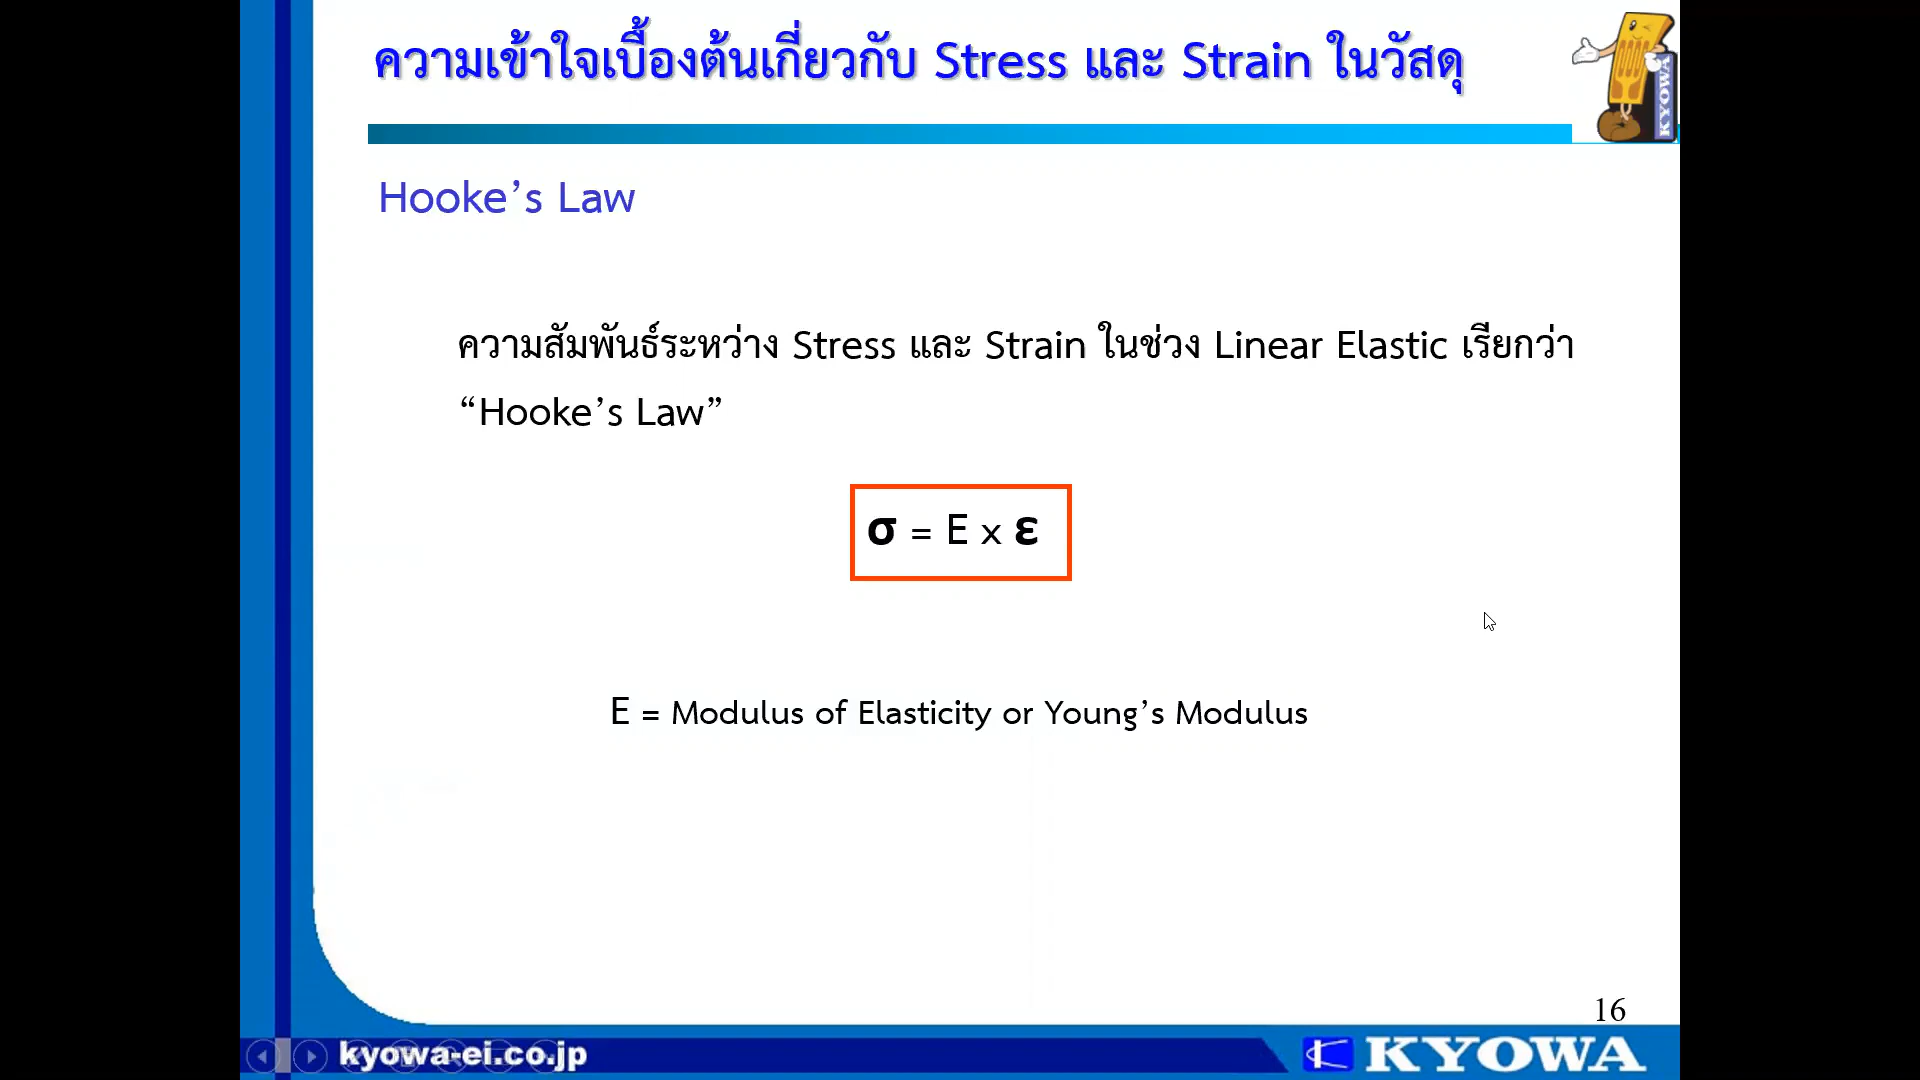 ความเข้าใจเบื้องต้นเกี่ยวกับ Stress และ Strain ในวัสดุ
KYOWA
Hooke’s Law
ความสัมพันธ์ระหว่าง Stress และ Strain ในช่วง Linear Elastic เรียกว่า
“Hooke’s Law”
σ = E x ε
E = Modulus of Elasticity or Young’s Modulus
16
kyowa-ei.co.jp
KYOWA